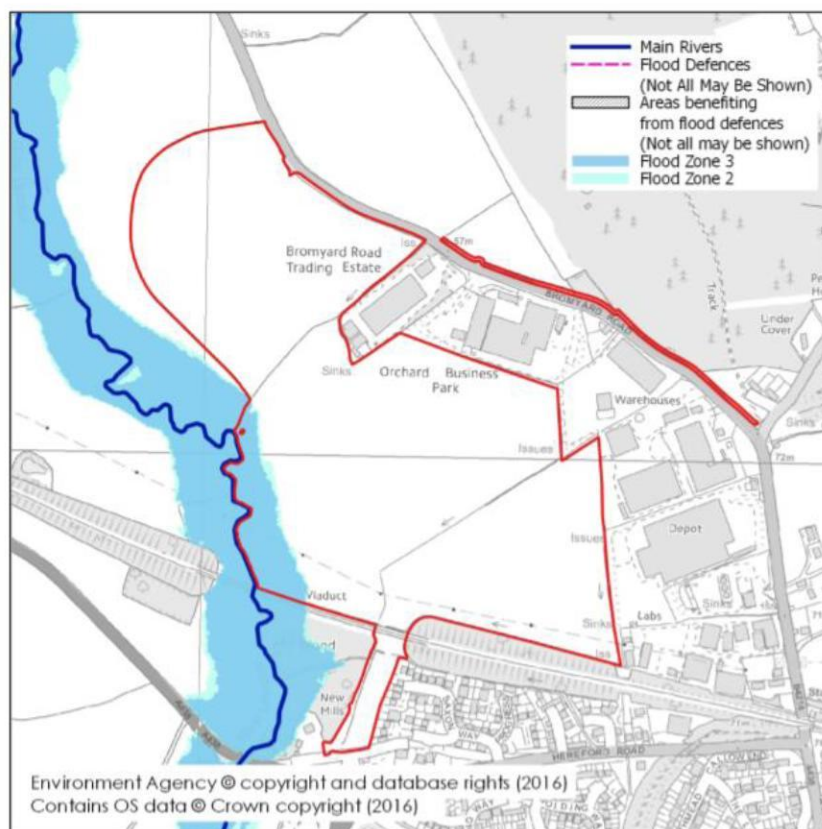 Sinks
Sinks
Main Rivers
Flood Defences
(Not All May Be Shown)
Areas benefiting
from flood defences
(Not all may be shown)
Flood Zone 3
Flood Zone 2
Iss
57m
Bromyard Road
Trading Estate
BROMYARD ROAD
Track
Under
Cover
Sinks
Orchard Business
Park
Warehouses
Sinks
Issues
72m
Depot
Issues
Viaduct
Labs
Sinks
Sinks
Iss
New
Mills
WAY
HEREFORD ROAD
Environment Agency © copyright and database rights (2016)
Contains OS data © Crown copyright (2016)